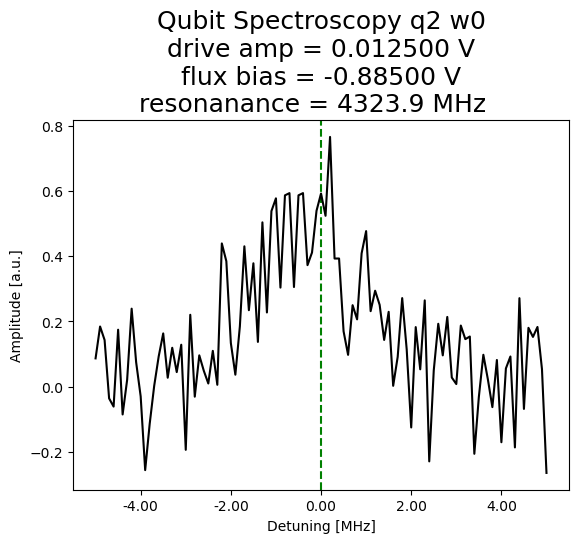 Qubit Spectroscopy q2 w0
drive amp = 0.012500 V
flux bias = -0.88500 V
resonanance = 4323.9 MHz
0.8
0.6
0.4
0.2
0.0
−0.2
Amplitude [a.u.]
-4.00 -2.00 0.00 2.00 4.00
Detuning [MHz]